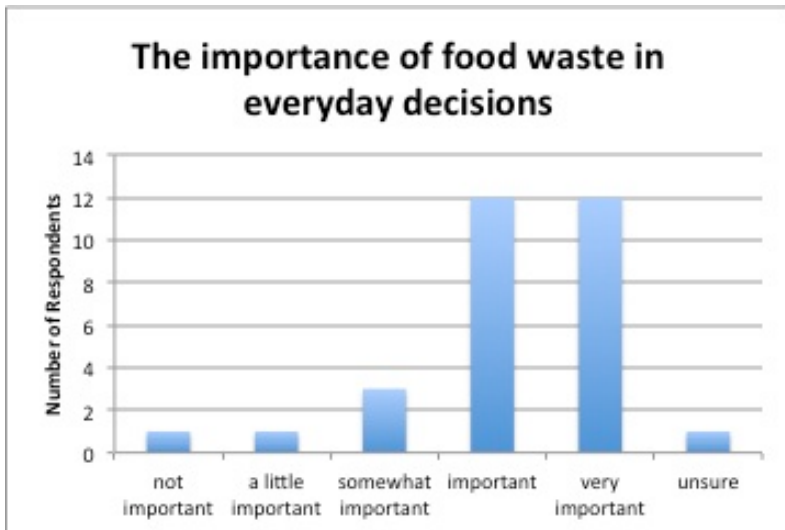 The importance of food waste in
everyday decisions
Number of Respondents
14
12
10
8
6
4
2
0
not
important
a little
important
somewhat
important
important
very
important
unsure